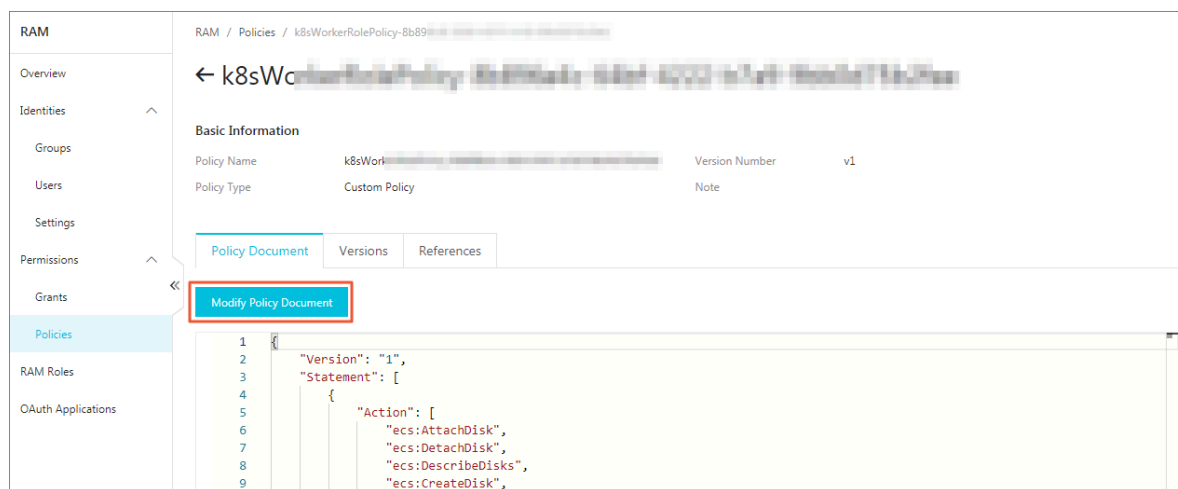 RAM
RAM / Policies / k8sWorkerRolePolicy-8b89
Overview
← k8sWo
Identities
Basic Information
Groups
Policy Name k8sWork Version Number v1
Users
Policy Type Custom Policy Note
Settings
Policy Document Versions References
Permissions
Grants
Modify Policy Document
Policies
1 {
2 "Version": "1",
3 "Statement": [
RAM Roles
4 {
5 "Action": [
OAuth Applications
6 "ecs:AttachDisk",
7 "ecs:DetachDisk",
8 "ecs:DescribeDisks",
9 "ecs:CreateDisk",